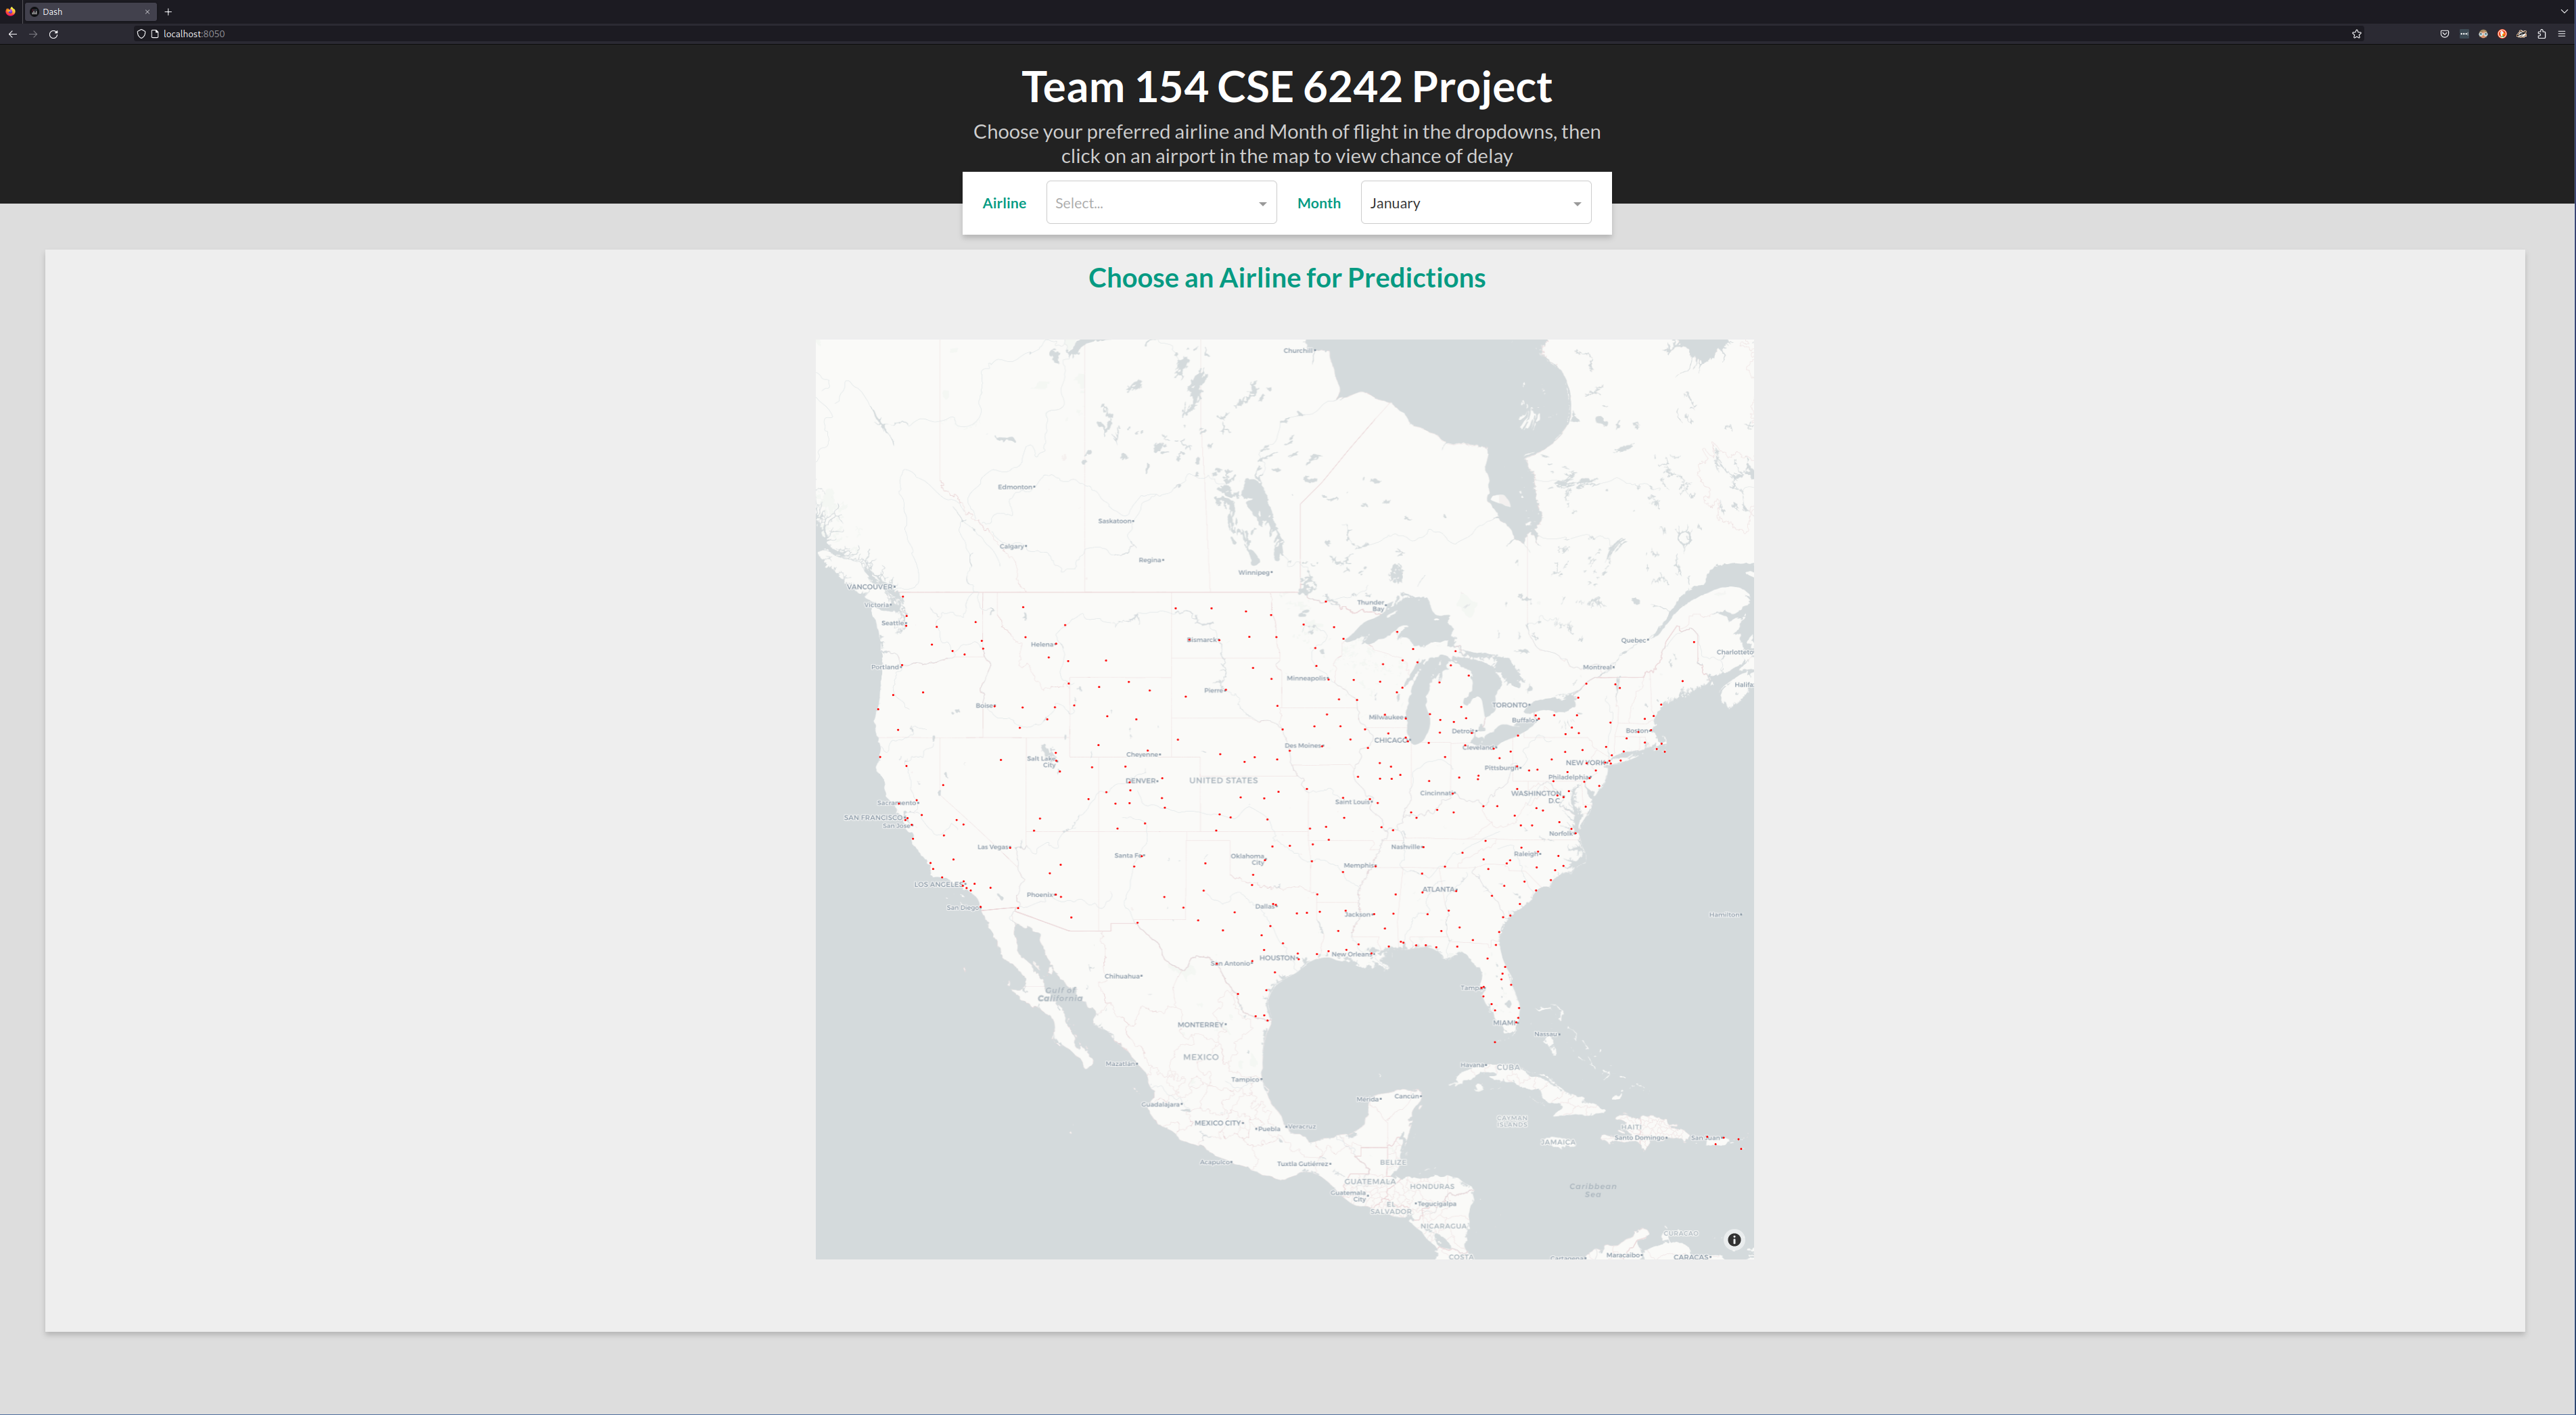 Dash
localhost:8050
Team 154 CSE 6242 Project
Choose your preferred airline and Month of flight in the dropdowns, then
click on an airport in the map to view chance of delay
Airline
Select...
Month
January
Choose an Airline for Predictions
Churchill
Edmonton
Saskatoon
Calgary
Regina
Winnipeg
VANCOUVER
Victoria
Thunder
Bay
Seattle
Bismarck
Quebec
Helena
Charlotteto
Portland
Montreal
Minneapolis
Halifa
Pierre
Boise
TORONTO
Milwaukee
Buffalo
Detroit
Boston
CHICAGO
Des Moines
Cleveland
Cheyenne
Salt Lake
City
NEW YORK
Pittsburgh
Philadelphia
DENVER
UNITED STATES
Cincinnati
WASHINGTON
D.C.
Sacramento
Saint Louis
SAN FRANCISCO
San Jose
Norfolk
Las Vegas
Nashville
Santa Fe
Raleigh
Oklahoma
City
Memphis
LOS ANGELES
ATLANTA
Phoenix
San Diego
Dallas
Jackson
Hamilton
New Orleans
HOUSTON
San Antonio
Chihuahua
Tampa
Gulf of
California
MIAMI
MONTERREY
Nassau
MEXICO
Mazatlán
Havana
CUBA
Tampico
Merida
Cancún
Guadalajara
CAYMAN
ISLANDS
MEXICO CITY
Puebla
Veracruz
HAITI
Santo Domingo
San Juan
JAMAICA
Acapulco
Tuxtla Gutiérrez
BELIZE
GUATEMALA
HONDURAS
Caribbean
Sea
Guatemala
City
Tegucigalpa
EL
SALVADOR
NICARAGUA
CURAÇAO
Maracaibo
CARACAS
COSTA